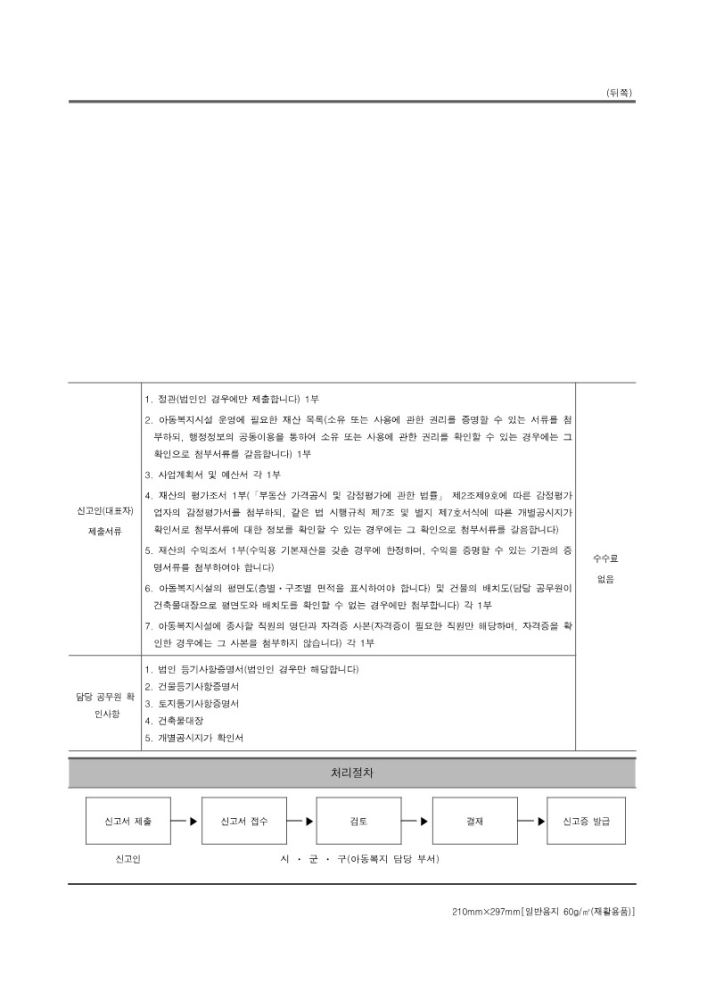 (뒤쪽)
신고인(대표자)
제출서류
1. 정관(법인인 경우에만 제출합니다) 1부
2. 아동복지시설 운영에 필요한 재산 목록(소유 또는 사용에 관한 권리를 증명할 수 있는 서류를 첨
부하되, 행정정보의 공동이용을 통하여 소유 또는 사용에 관한 권리를 확인할 수 있는 경우에는 그
확인으로 첨부서류를 갈음합니다) 1부
3. 사업계획서 및 예산서 각 1부
4. 재산의 평가조서 1부(「부동산 가격공시 및 감정평가에 관한 법률」 제2조제9호에 따른 감정평가
업자의 감정평가서를 첨부하되, 같은 법 시행규칙 제7조 및 별지 제7호서식에 따른 개별공시지가
확인서로 첨부서류에 대한 정보를 확인할 수 있는 경우에는 그 확인으로 첨부서류를 갈음합니다)
5. 재산의 수익조서 1부(수익용 기본재산을 갖춘 경우에 한정하며, 수익을 증명할 수 있는 기관의 증
명서류를 첨부하여야 합니다)
6. 아동복지시설의 평면도(층별ㆍ구조별 면적을 표시하여야 합니다) 및 건물의 배치도(담당 공무원이
건축물대장으로 평면도와 배치도를 확인할 수 없는 경우에만 첨부합니다) 각 1부
7. 아동복지시설에 종사할 직원의 명단과 자격증 사본(자격증이 필요한 직원만 해당하며, 자격증을 확
인한 경우에는 그 사본을 첨부하지 않습니다) 각 1부
수수료
없음
담당 공무원 확
인사항
1. 법인 등기사항증명서(법인인 경우만 해당합니다)
2. 건물등기사항증명서
3. 토지등기사항증명서
4. 건축물대장
5. 개별공시지가 확인서
처리절차
신고서 제출 → 신고서 접수 → 검토 → 결재 → 신고증 발급
신고인 시ㆍ군ㆍ구(아동복지 담당 부서)
210mm×297mm[일반용지 60g/㎡(재활용품)]